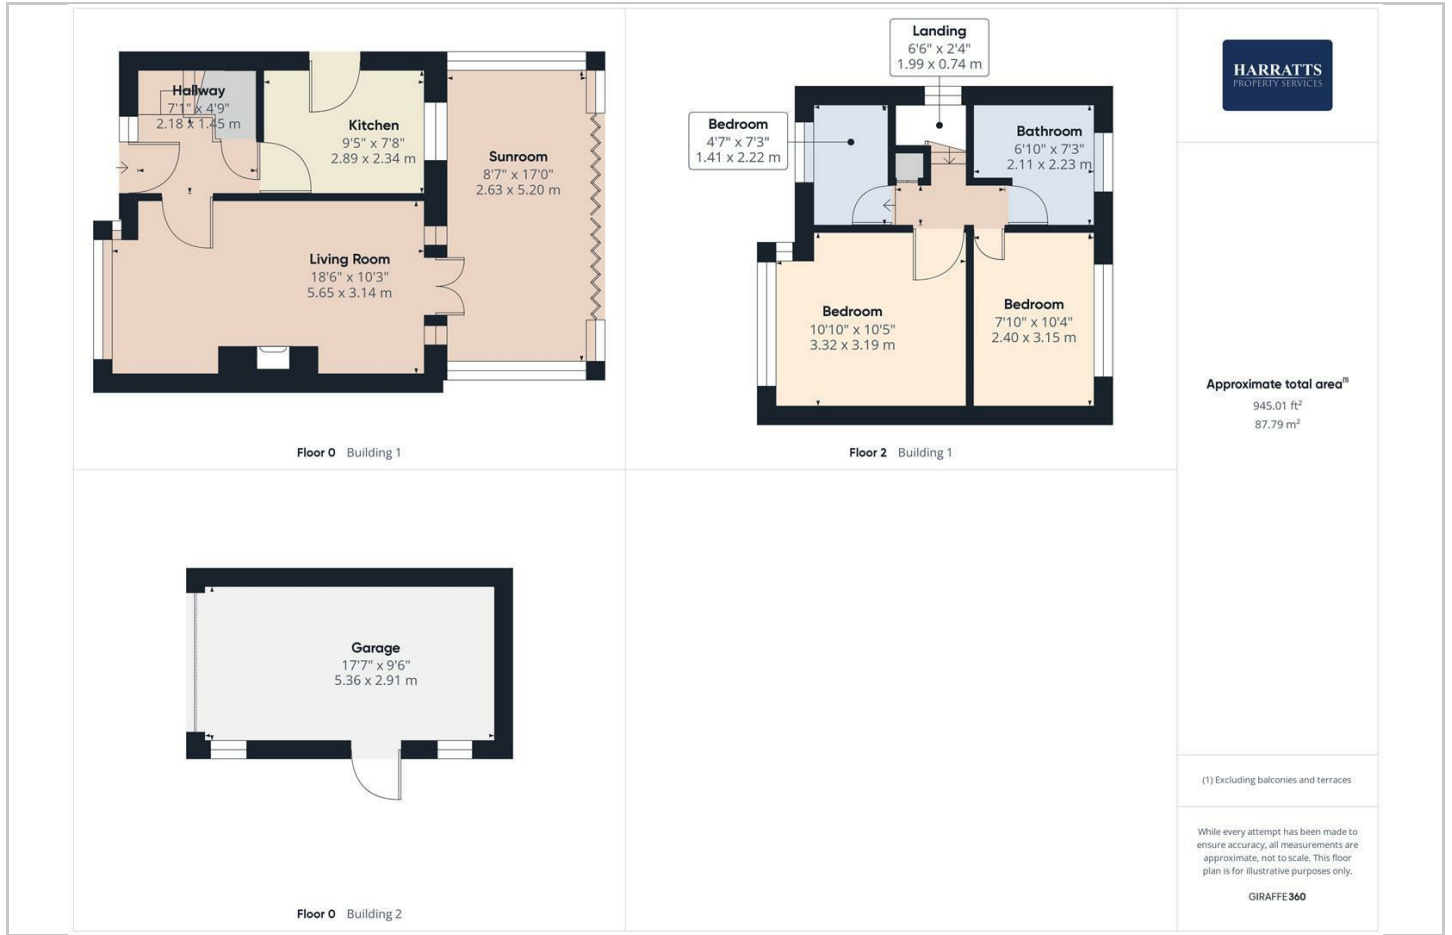 Hallway
7'1" x 4'9"
2.18 x 1.45 m
Kitchen
9'5" x 7'8"
2.89 x 2.34 m
Sunroom
8'7" x 17'0"
2.63 x 5.20 m
Living Room
18'6" x 10'3"
5.65 x 3.14 m
Floor 0 Building 1
Landing
6'6" x 2'4"
1.99 x 0.74 m
Bedroom
4'7" x 7'3"
1.41 x 2.22 m
Bathroom
6'10" x 7'3"
2.11 x 2.23 m
Bedroom
10'10" x 10'5"
3.32 x 3.19 m
Bedroom
7'10" x 10'4"
2.40 x 3.15 m
Floor 2 Building 1
Garage
17'7" x 9'6"
5.36 x 2.91 m
Floor 0 Building 2
HARRATTS
PROPERTY SERVICES
Approximate total area(1)
945.01 ft²
87.79 m²
(1) Excluding balconies and terraces
While every attempt has been made to
ensure accuracy, all measurements are
approximate, not to scale. This floor
plan is for illustrative purposes only.
GIRAFFE360